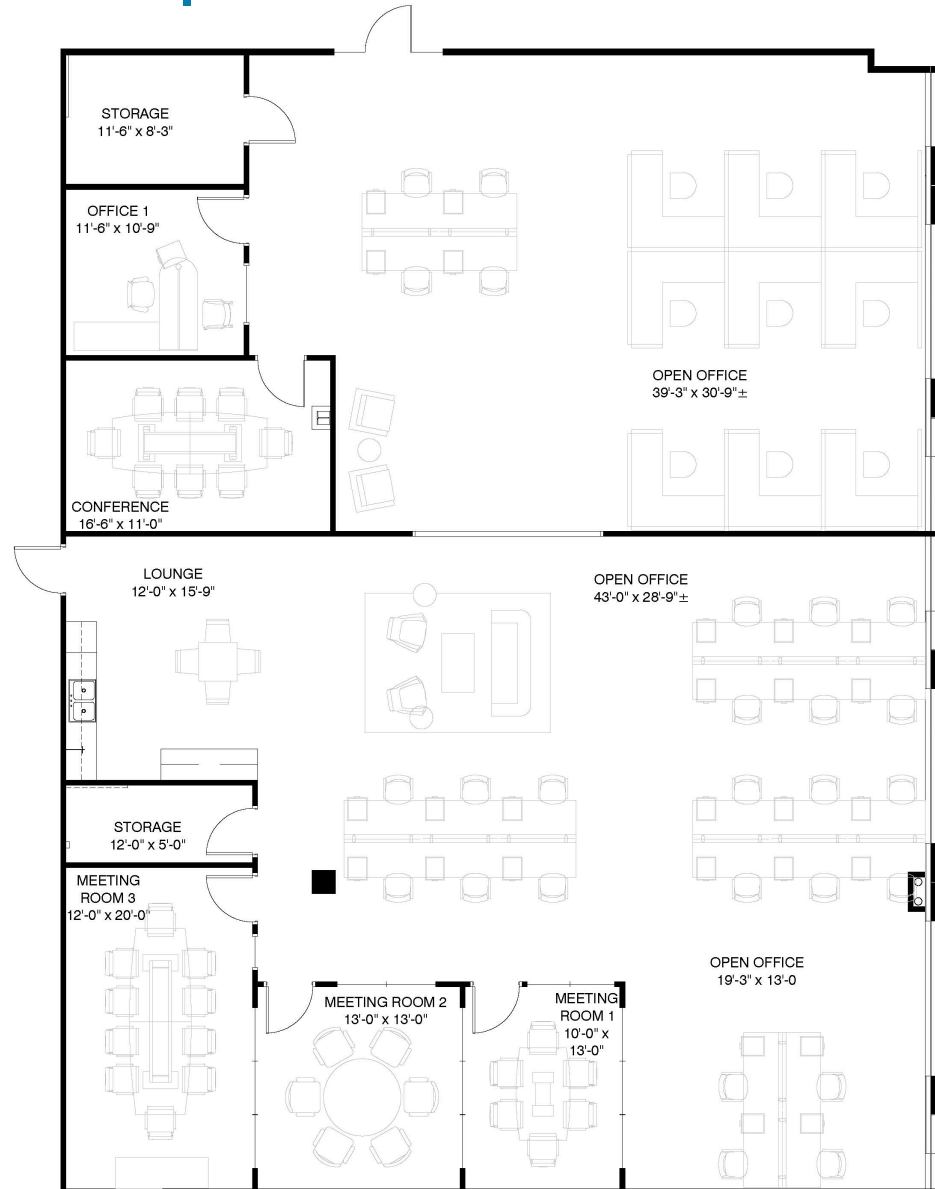 STORAGE
11'-6" x 8'-3"
OFFICE 1
11'-6" x 10'-9"
OPEN OFFICE
39'-3" x 30'-9"±
CONFERENCE
16'-6" x 11'-0"
LOUNGE
12'-0" x 15'-9"
OPEN OFFICE
43'-0" x 28'-9"±
STORAGE
12'-0" x 5'-0"
MEETING
ROOM 3
12'-0" x 20'-0"
OPEN OFFICE
19'-3" x 13'-0
MEETING ROOM 2
13'-0" x 13'-0"
MEETING
ROOM 1
10'-0" x
13'-0"